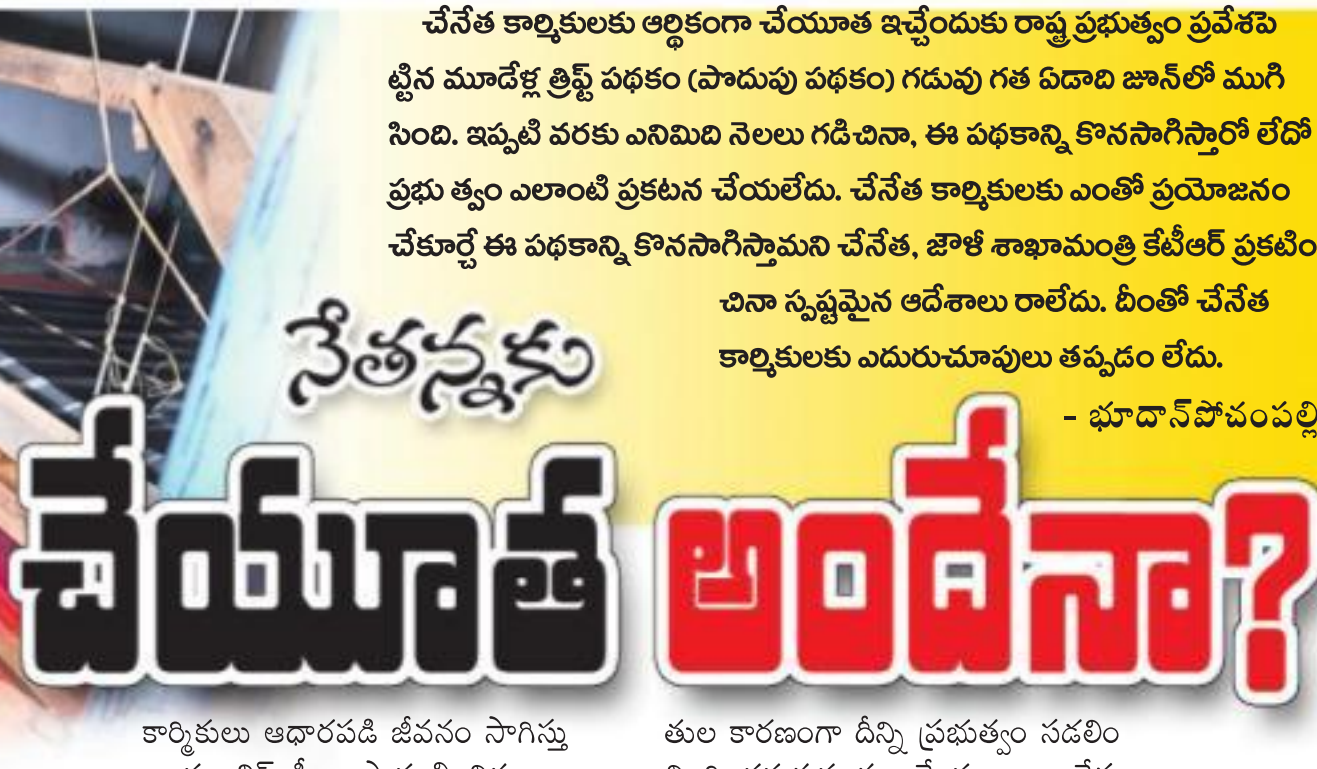 చేనేత కార్మికులకు ఆర్థికంగా చేయూత ఇచ్చేందుకు రాష్ట్ర ప్రభుత్వం ప్రవేశపె
ట్టిన మూడేళ్ల త్రిఫ్ట్ పథకం (పొదుపు పథకం) గడువు గత ఏడాది జూన్‌లో ముగి
సింది. ఇప్పటి వరకు ఎనిమిది నెలలు గడిచినా, ఈ పథకాన్ని కొనసాగిస్తారో లేదో
ప్రభు త్వం ఎలాంటి ప్రకటన చేయలేదు. చేనేత కార్మికులకు ఎంతో ప్రయోజనం
చేకూర్చే ఈ పథకాన్ని కొనసాగిస్తామని చేనేత, జౌళీ శాఖామంత్రి కేటీఆర్ ప్రకటిం
చినా స్పష్టమైన ఆదేశాలు రాలేదు. దీంతో చేనేత
కార్మికులకు ఎదురుచూపులు తప్పడం లేదు.
- భూదాన్‌పోచంపల్లి
నేతన్నకు
చేయూత అందేనా?
కార్మికులు ఆధారపడి జీవనం సాగిస్తు
తుల కారణంగా దీన్ని ప్రభుత్వం సడలిం